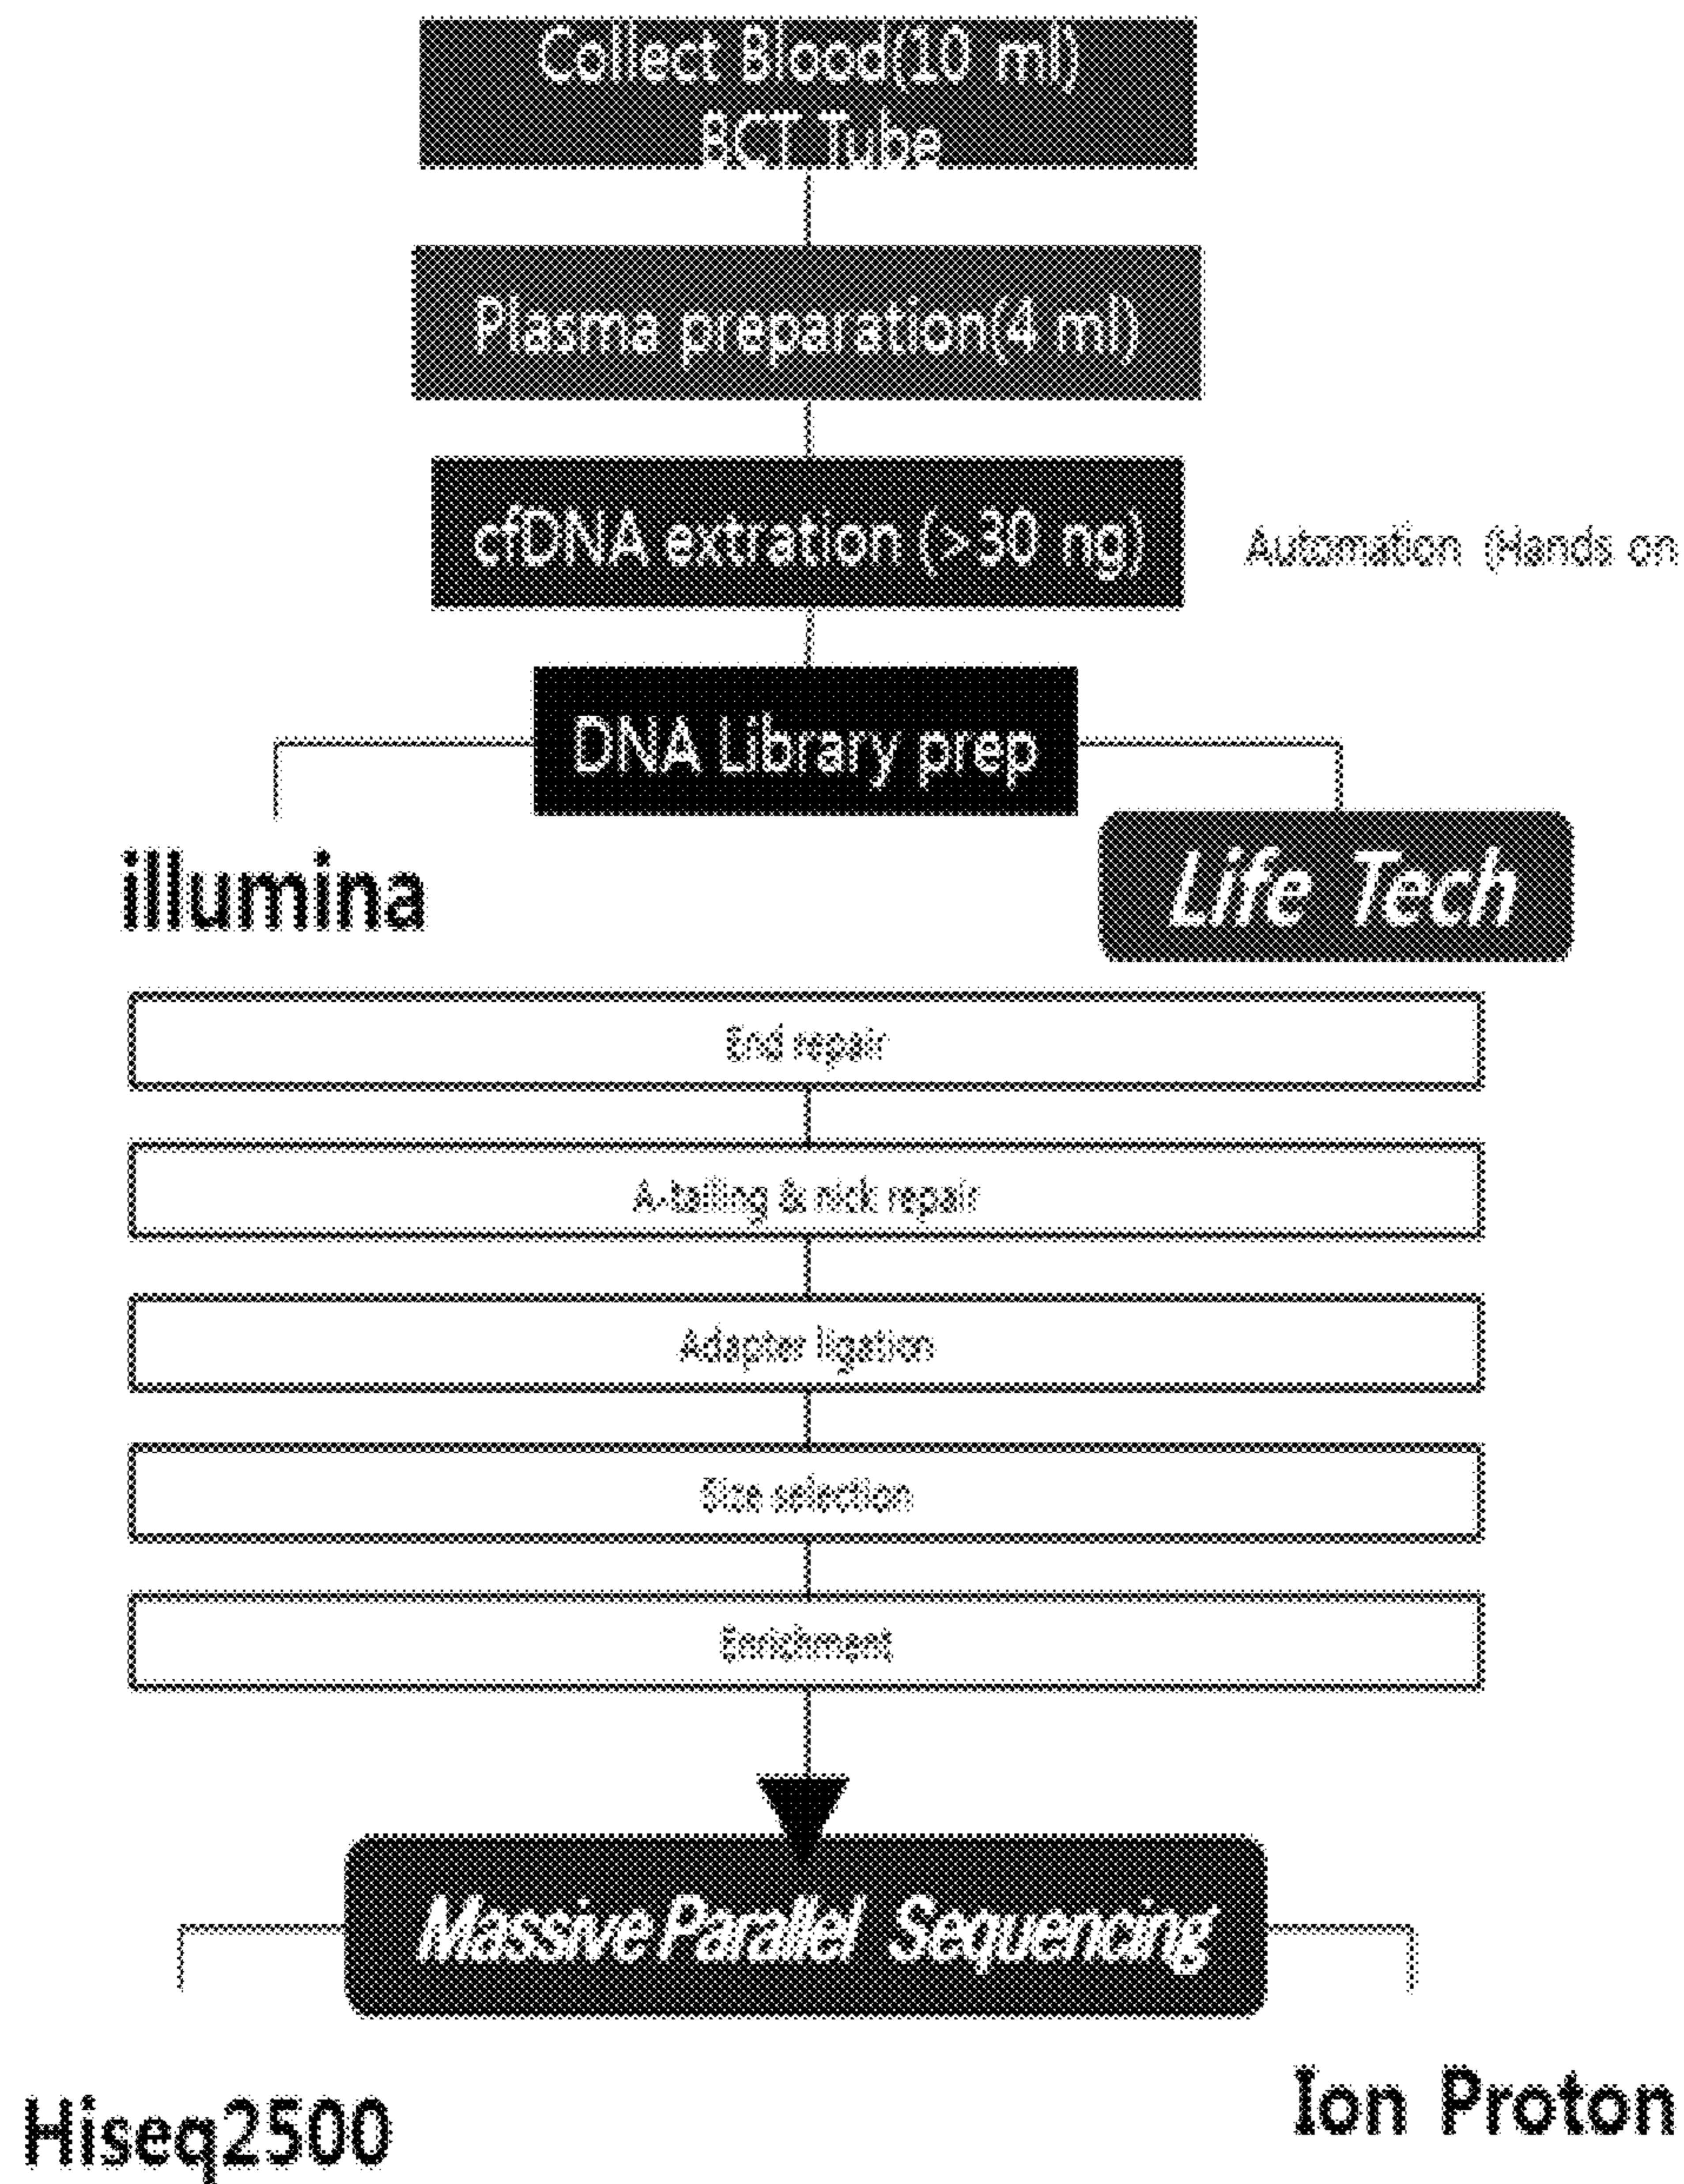 Collect Blood(10 ml)
BCT Tube
Plasma preparation(4 ml)
cfDNA extration (>30 ng)
Automation (Hands on
DNA Library prep
illumina
Life Tech
End repair
A-tailing & nick repair
Adapter ligation
Size selection
Enrichment
Massive Parallel Sequencing
Hiseq2500
Ion Proton